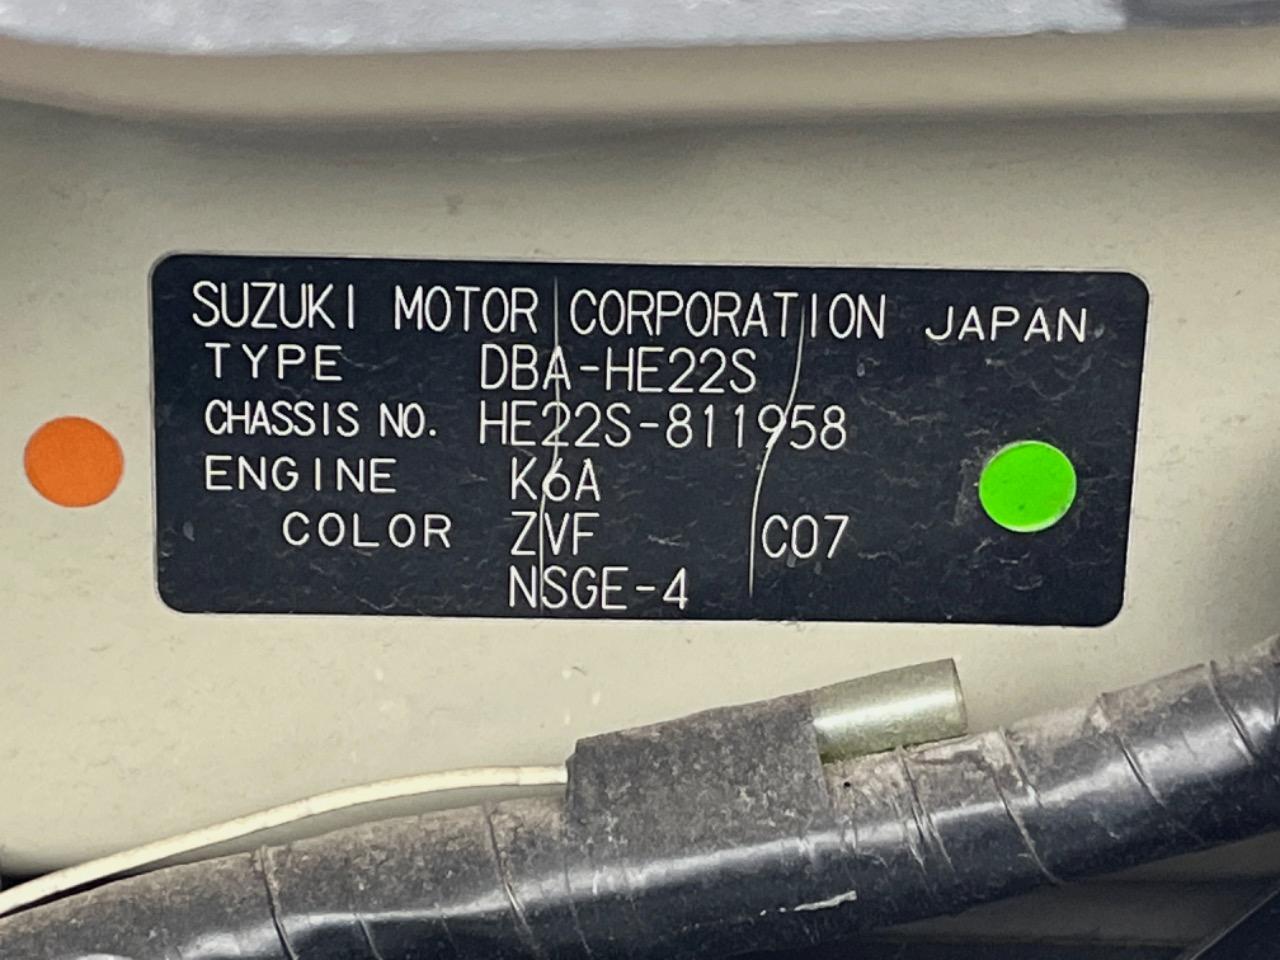 SUZUKI MOTOR CORPORATION JAPAN
TYPE DBA-HE22S
CHASSIS NO. HE22S-811958
ENGINE K6A
COLOR ZVF C07
NSGE-4